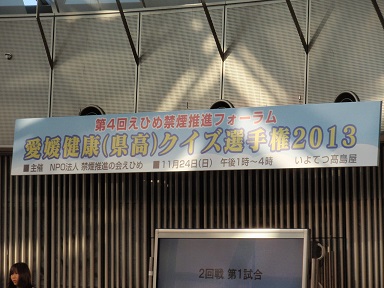 第4回えひめ禁煙推進フォーラム
愛媛健康(県高)クイズ選手権2013
■主催 NPO法人 禁煙推進の会えひめ ■11月24日(日) 午後1時〜4時 いよてつ髙島屋
2回戦 第1試合